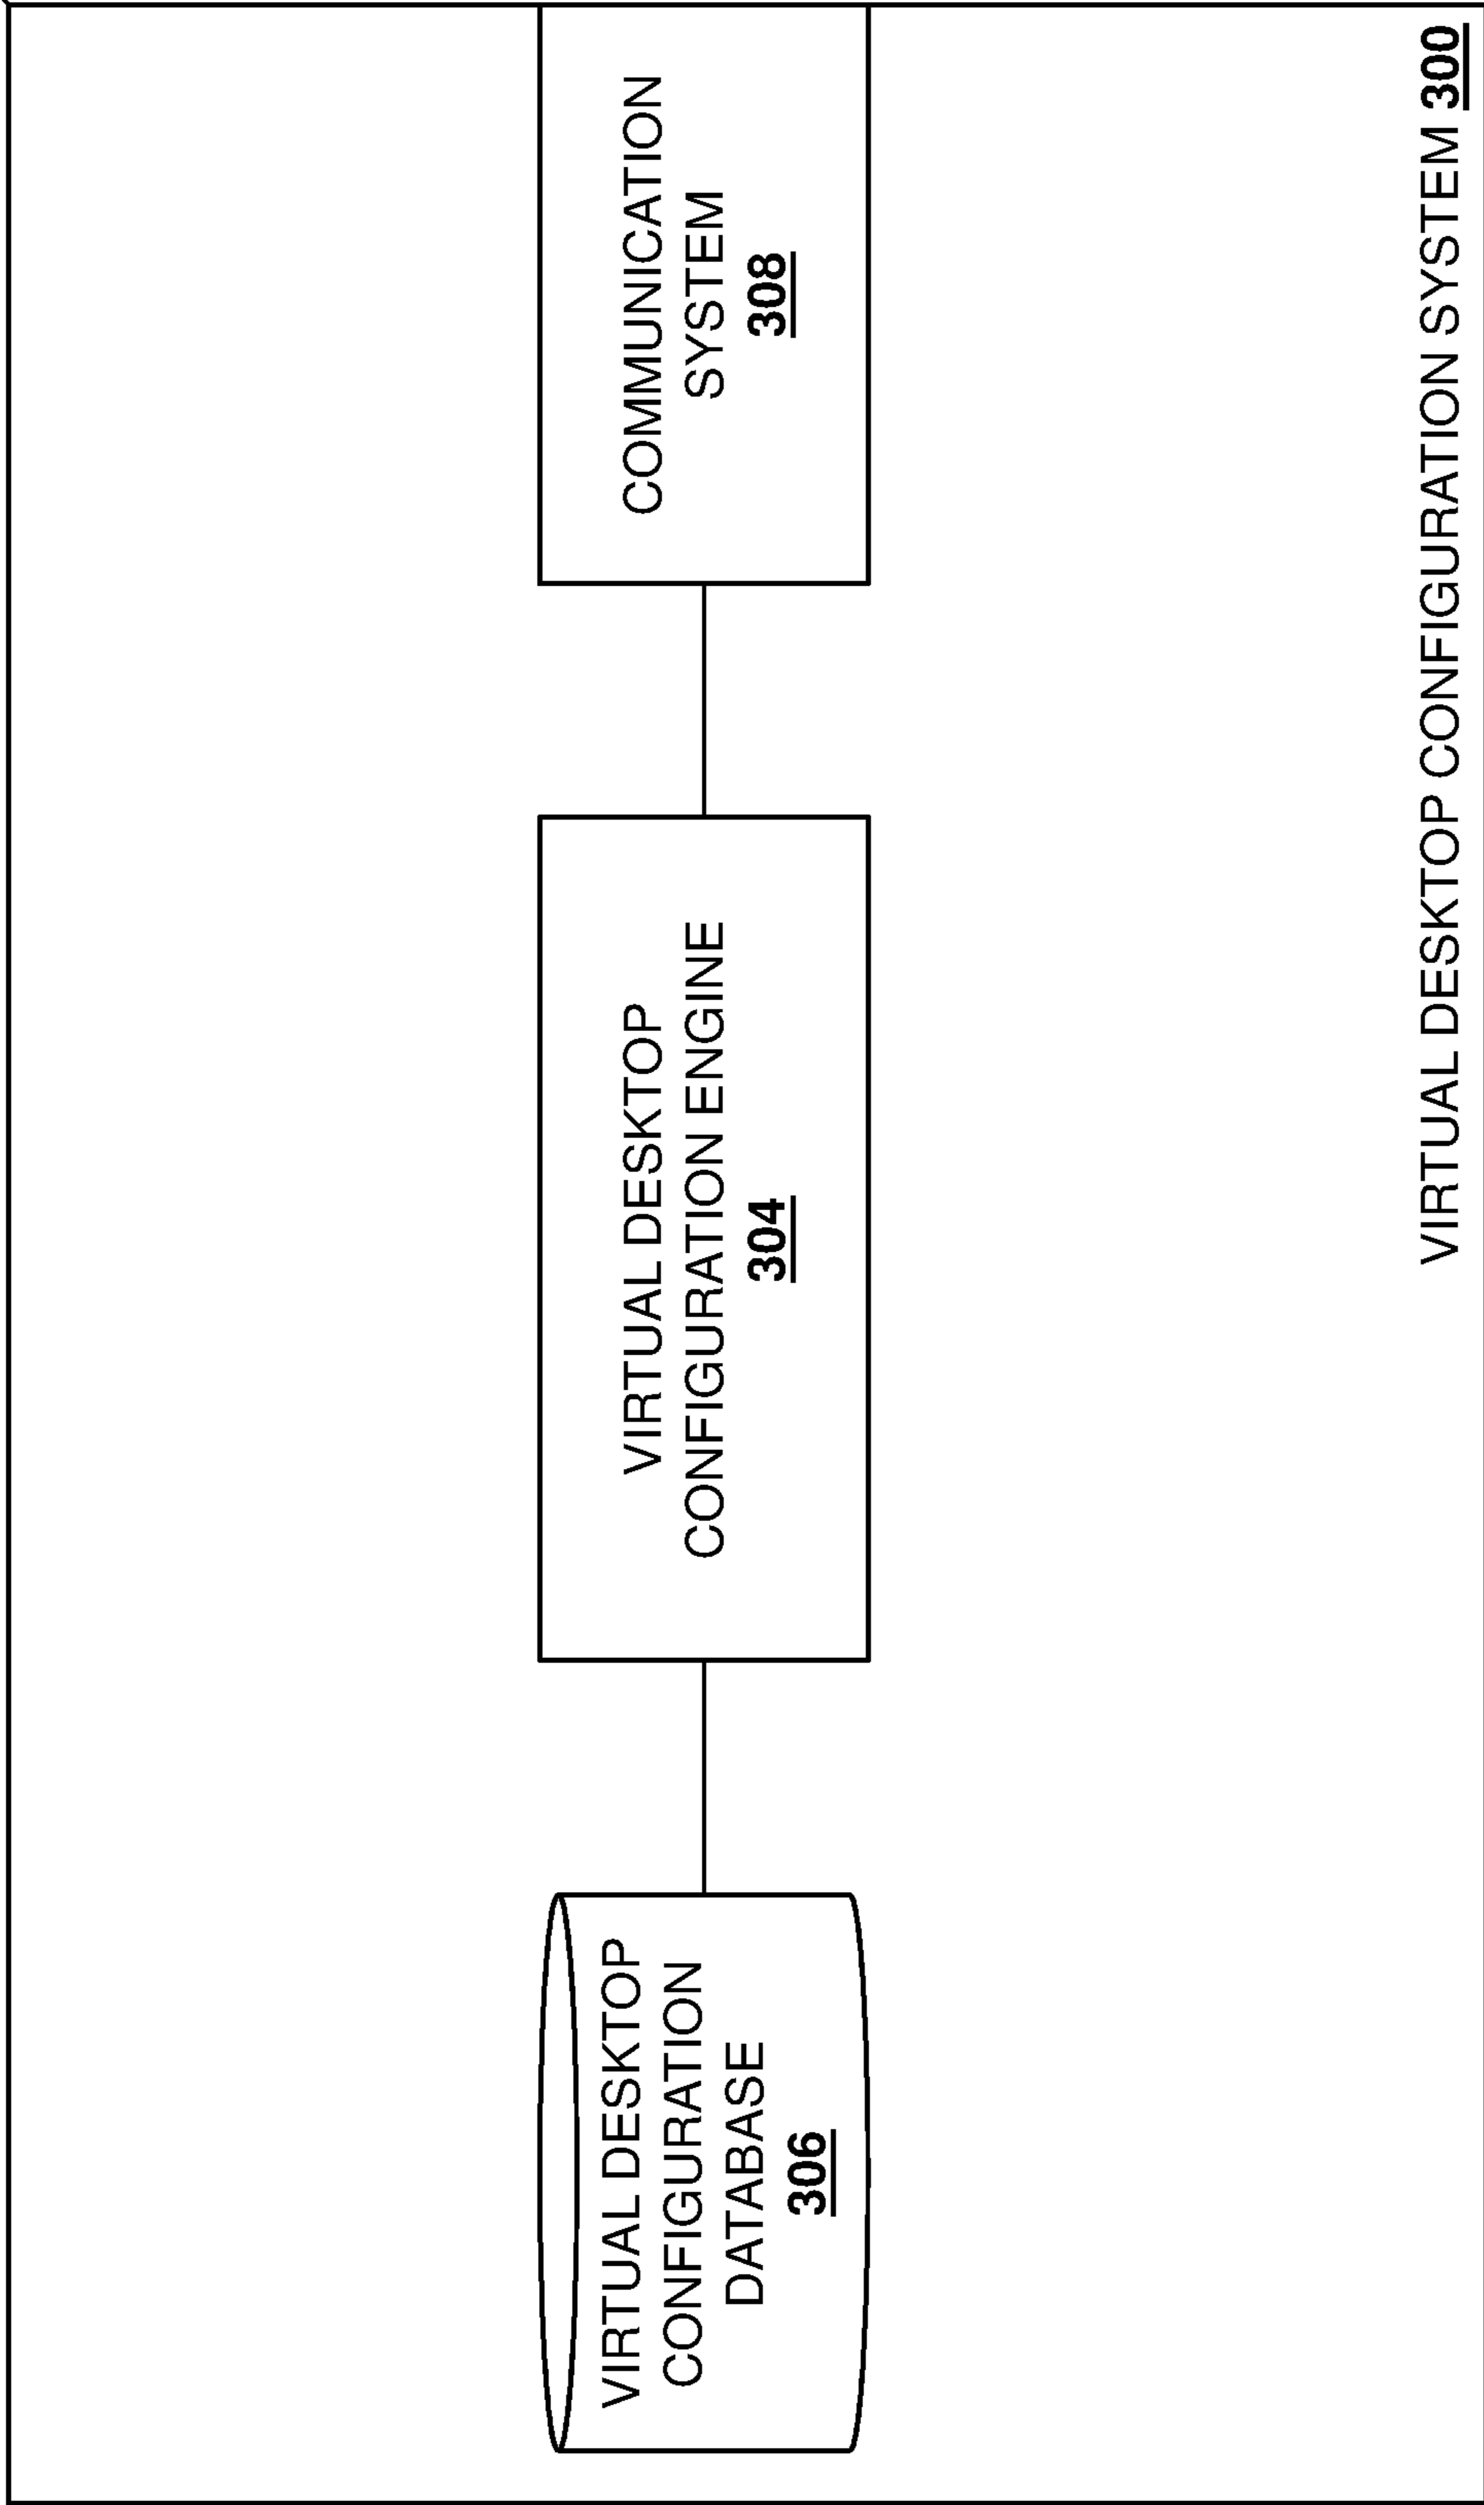 VIRTUAL DESKTOP
CONFIGURATION
DATABASE
306
VIRTUAL DESKTOP
CONFIGURATION ENGINE
304
COMMUNICATION
SYSTEM
308
VIRTUAL DESKTOP CONFIGURATION SYSTEM 300